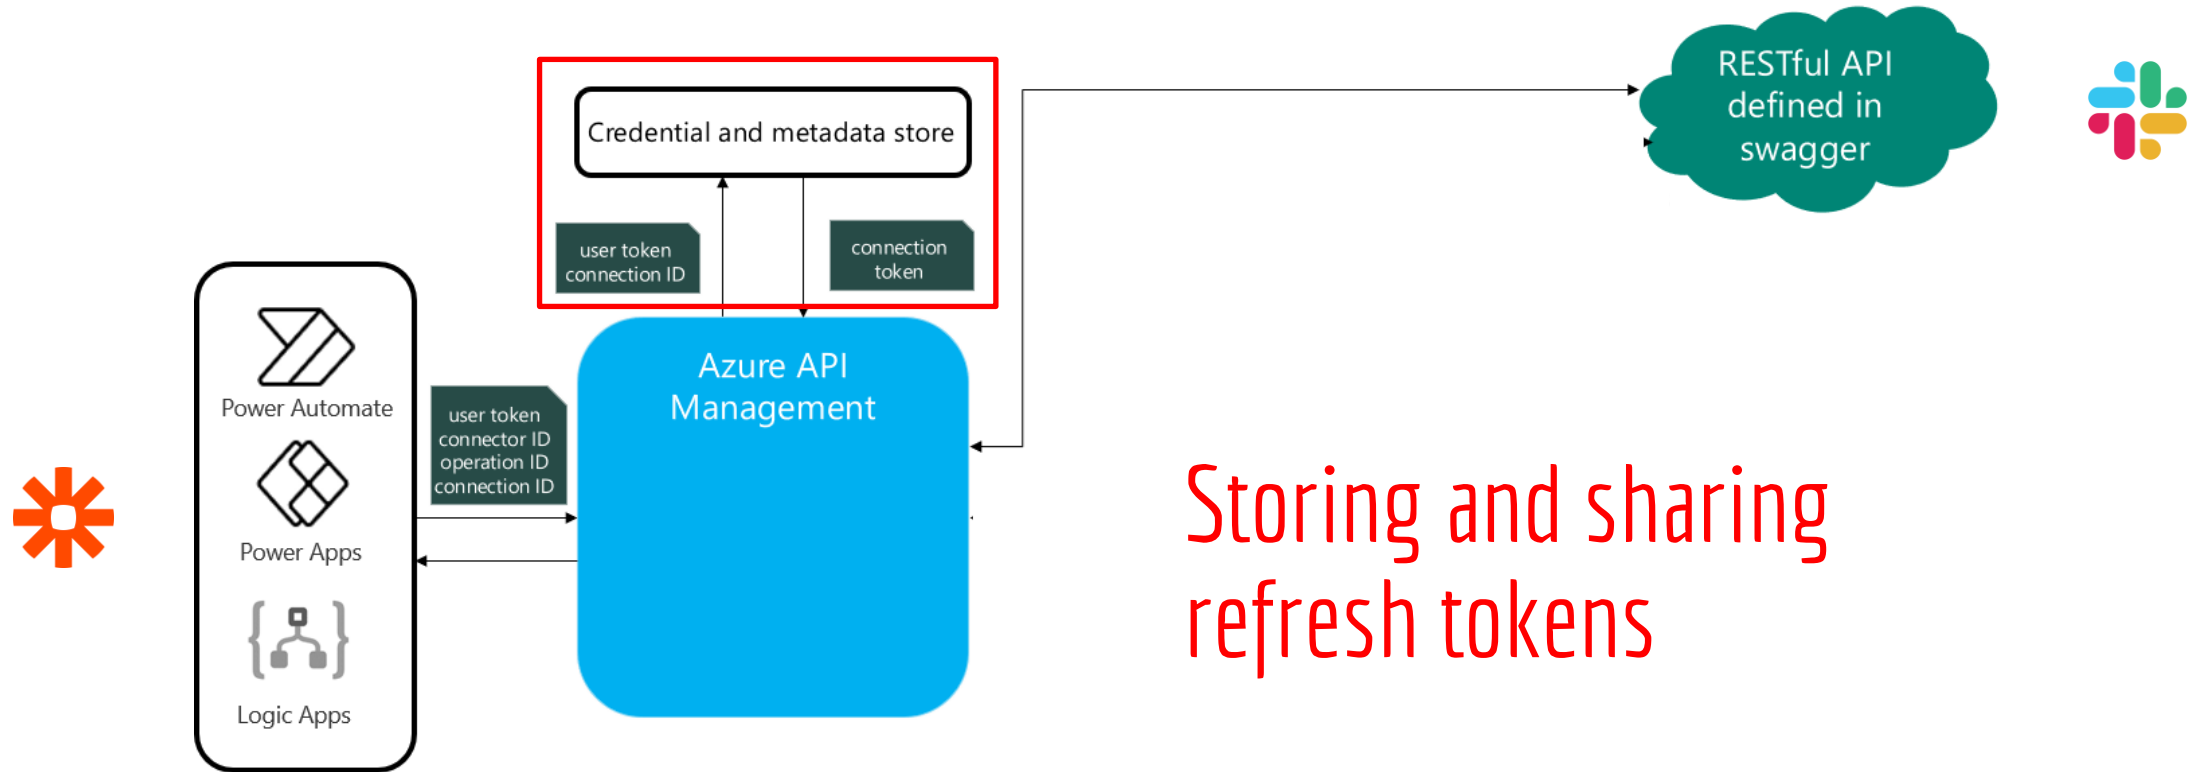 RESTful API
defined in
swagger
Credential and metadata store
user token
connection ID
connection
token
Azure API
Management
Power Automate
user token
connector ID
operation ID
connection ID
Power Apps
Logic Apps
Storing and sharing
refresh tokens